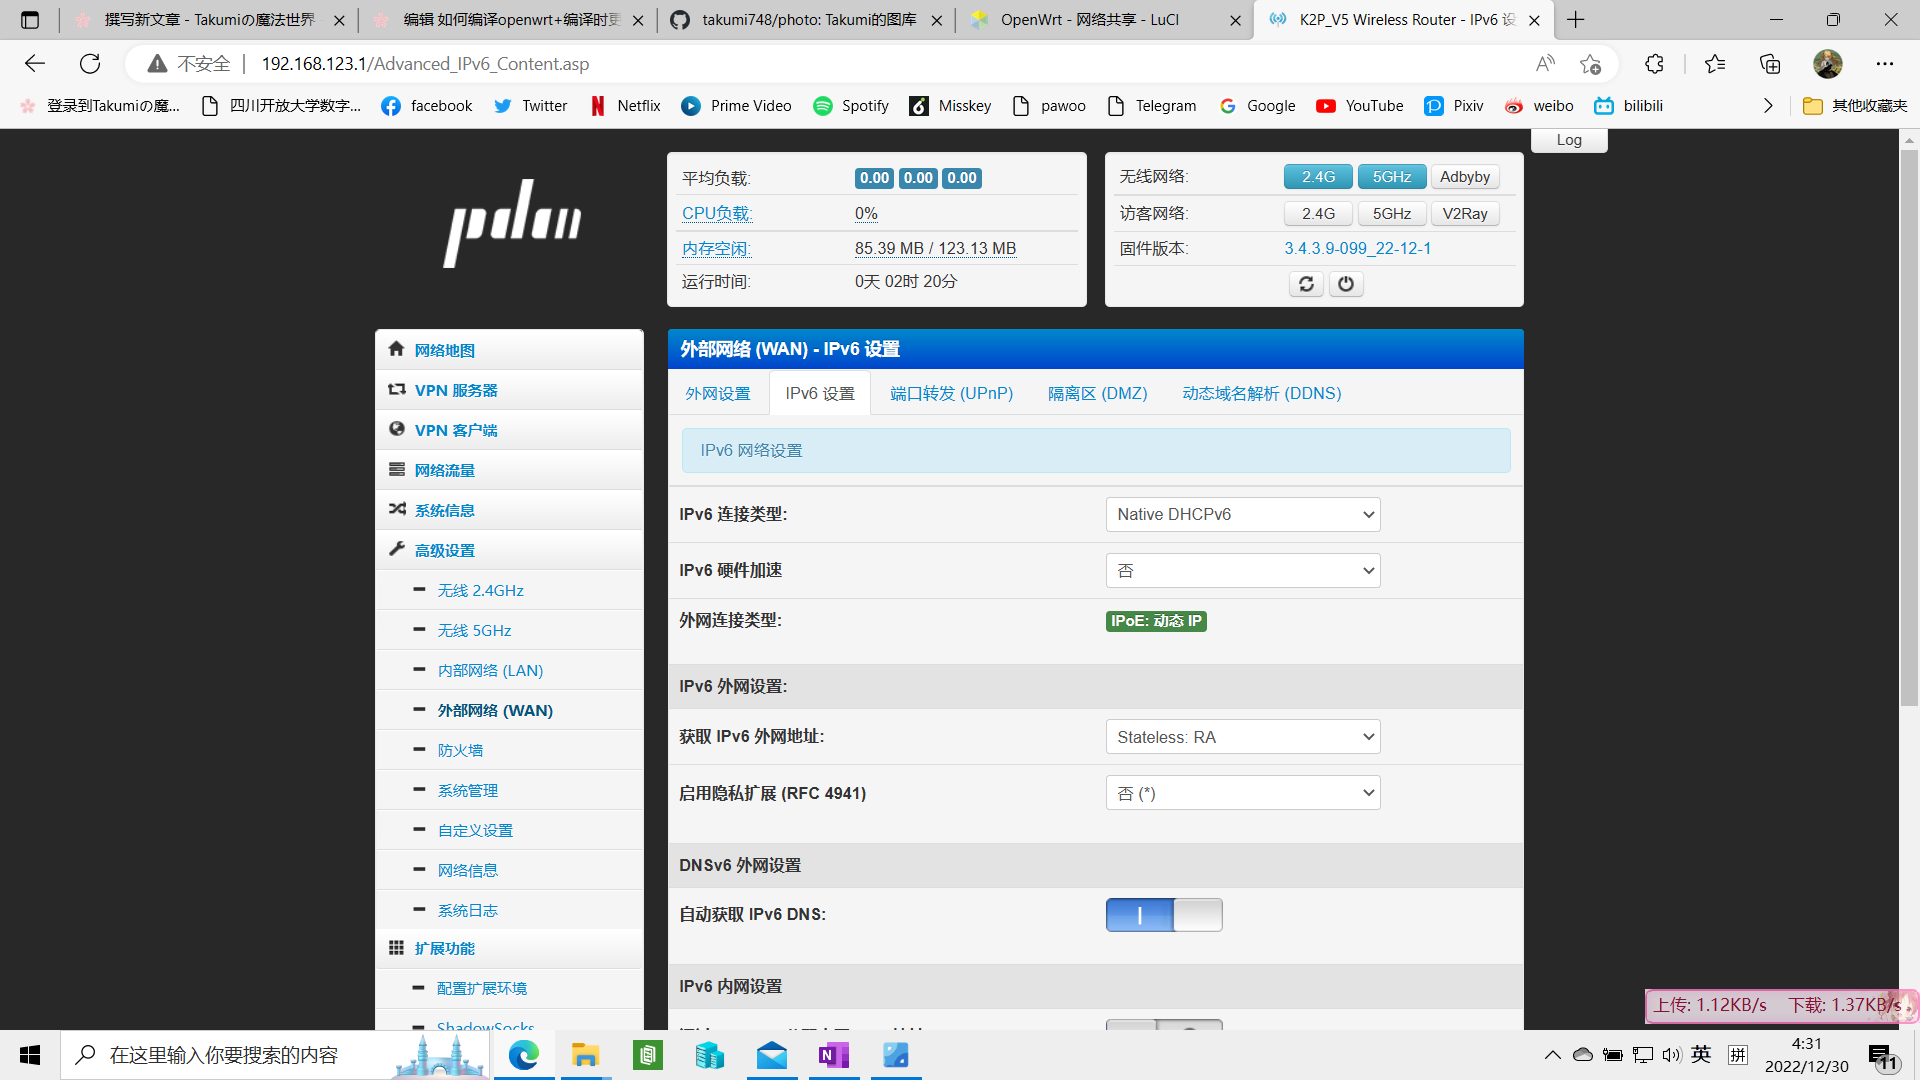 撰写新文章 - Takumiの魔法世界
编辑 如何编译openwrt+编译时更
takumi748/photo: Takumi的图库
OpenWrt - 网络共享 - LuCI
K2P_V5 Wireless Router - IPv6 设
不安全
192.168.123.1/Advanced_IPv6_Content.asp
登录到Takumiの魔...
四川开放大学数字...
facebook
Twitter
Netflix
Prime Video
Spotify
Misskey
pawoo
Telegram
Google
YouTube
Pixiv
weibo
bilibili
其他收藏夹
Log
pdcn
平均负载: 0.00 0.00 0.00
CPU负载: 0%
内存空闲: 85.39 MB / 123.13 MB
运行时间: 0天 02时 20分
无线网络: 2.4G 5GHz Adbyby
访客网络: 2.4G 5GHz V2Ray
固件版本: 3.4.3.9-099_22-12-1
网络地图
VPN 服务器
VPN 客户端
网络流量
系统信息
高级设置
无线 2.4GHz
无线 5GHz
内部网络 (LAN)
外部网络 (WAN)
防火墙
系统管理
自定义设置
网络信息
系统日志
扩展功能
配置扩展环境
ShadowSocks
外部网络 (WAN) - IPv6 设置
外网设置
IPv6 设置
端口转发 (UPnP)
隔离区 (DMZ)
动态域名解析 (DDNS)
IPv6 网络设置
IPv6 连接类型: Native DHCPv6
IPv6 硬件加速 否
外网连接类型: IPoE: 动态 IP
IPv6 外网设置:
获取 IPv6 外网地址: Stateless: RA
启用隐私扩展 (RFC 4941) 否 (*)
DNSv6 外网设置
自动获取 IPv6 DNS:
IPv6 内网设置
上传: 1.12KB/s 下载: 1.37KB/s
在这里输入你要搜索的内容
英
拼
4:31
2022/12/30
11